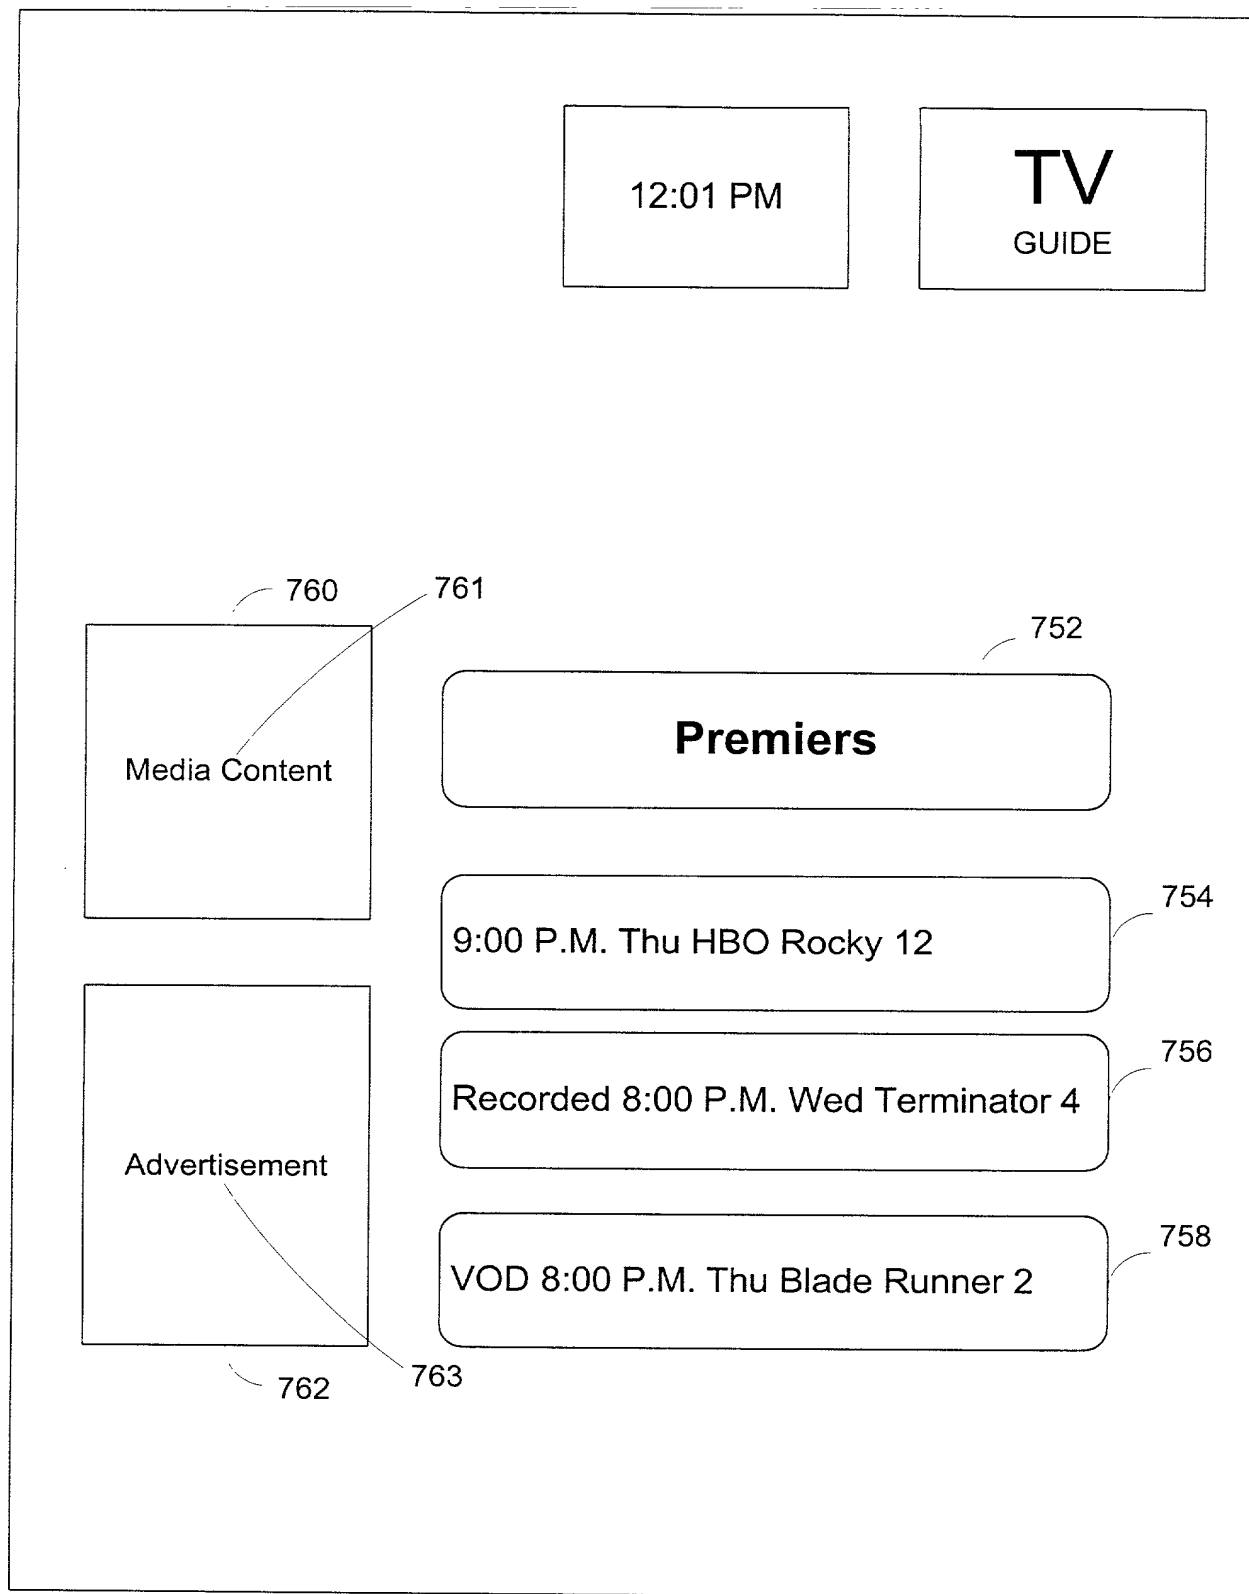 12:01 PM
TV
GUIDE
760
761
752
Premiers
Media Content
754
9:00 P.M. Thu HBO Rocky 12
756
Recorded 8:00 P.M. Wed Terminator 4
Advertisement
758
VOD 8:00 P.M. Thu Blade Runner 2
762
763